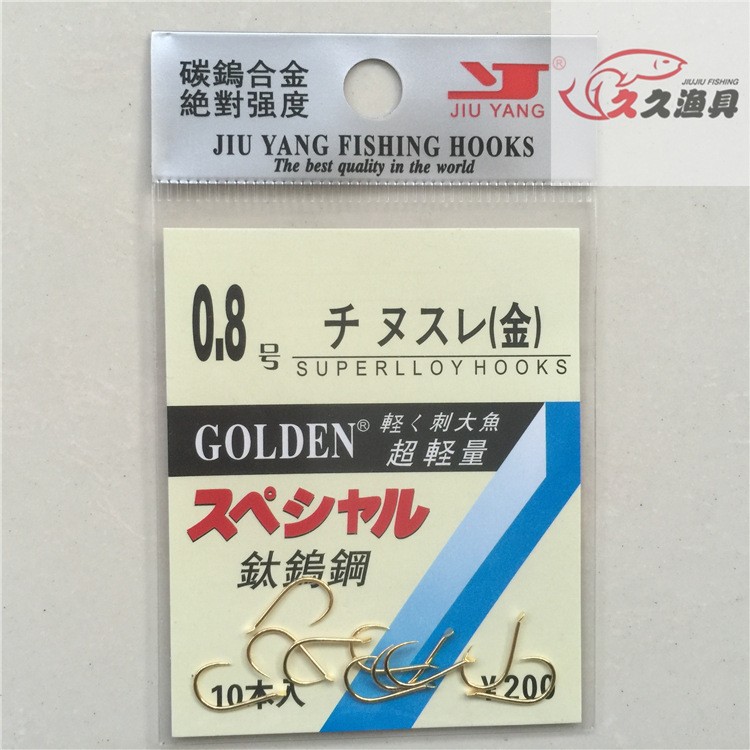 碳鎢合金
絶對强度
®
JIU YANG
JIUJIU FISHING
久久渔具
JIU YANG FISHING HOOKS
The best quality in the world
0.8号
チヌスレ(金)
SUPERLLOY HOOKS
GOLDEN®
軽く刺大魚
超軽量
スペシャル
鈦鎢鋼
10本入
¥200